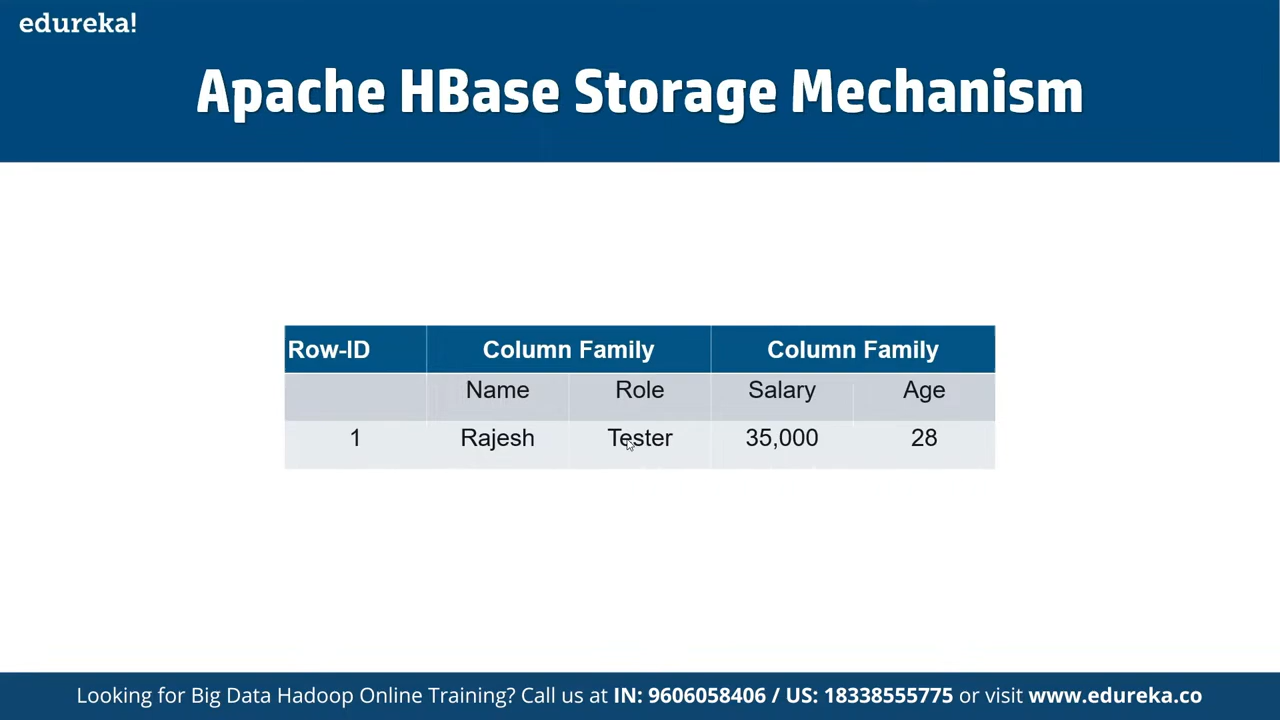 edureka!
Apache HBase Storage Mechanism
Row-ID Column Family Column Family
Name Role Salary Age
1 Rajesh Tester 35,000 28
Looking for Big Data Hadoop Online Training? Call us at IN: 9606058406 / US: 18338555775 or visit www.edureka.co